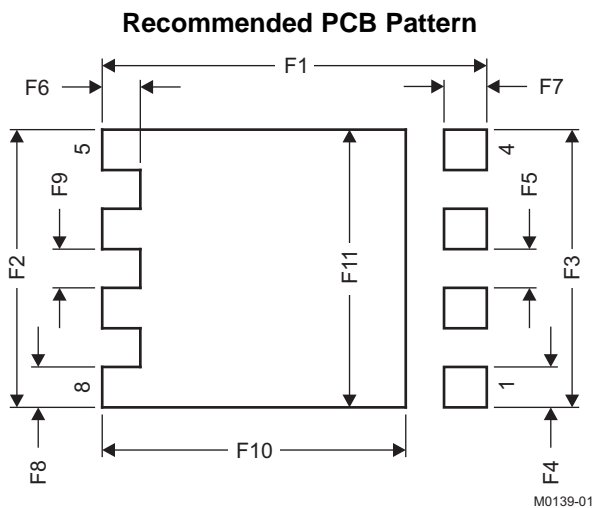 Recommended PCB Pattern
F1
F6
F7
5
4
F9
F5
F2
F11
F3
8
1
F10
F8
F4
M0139-01